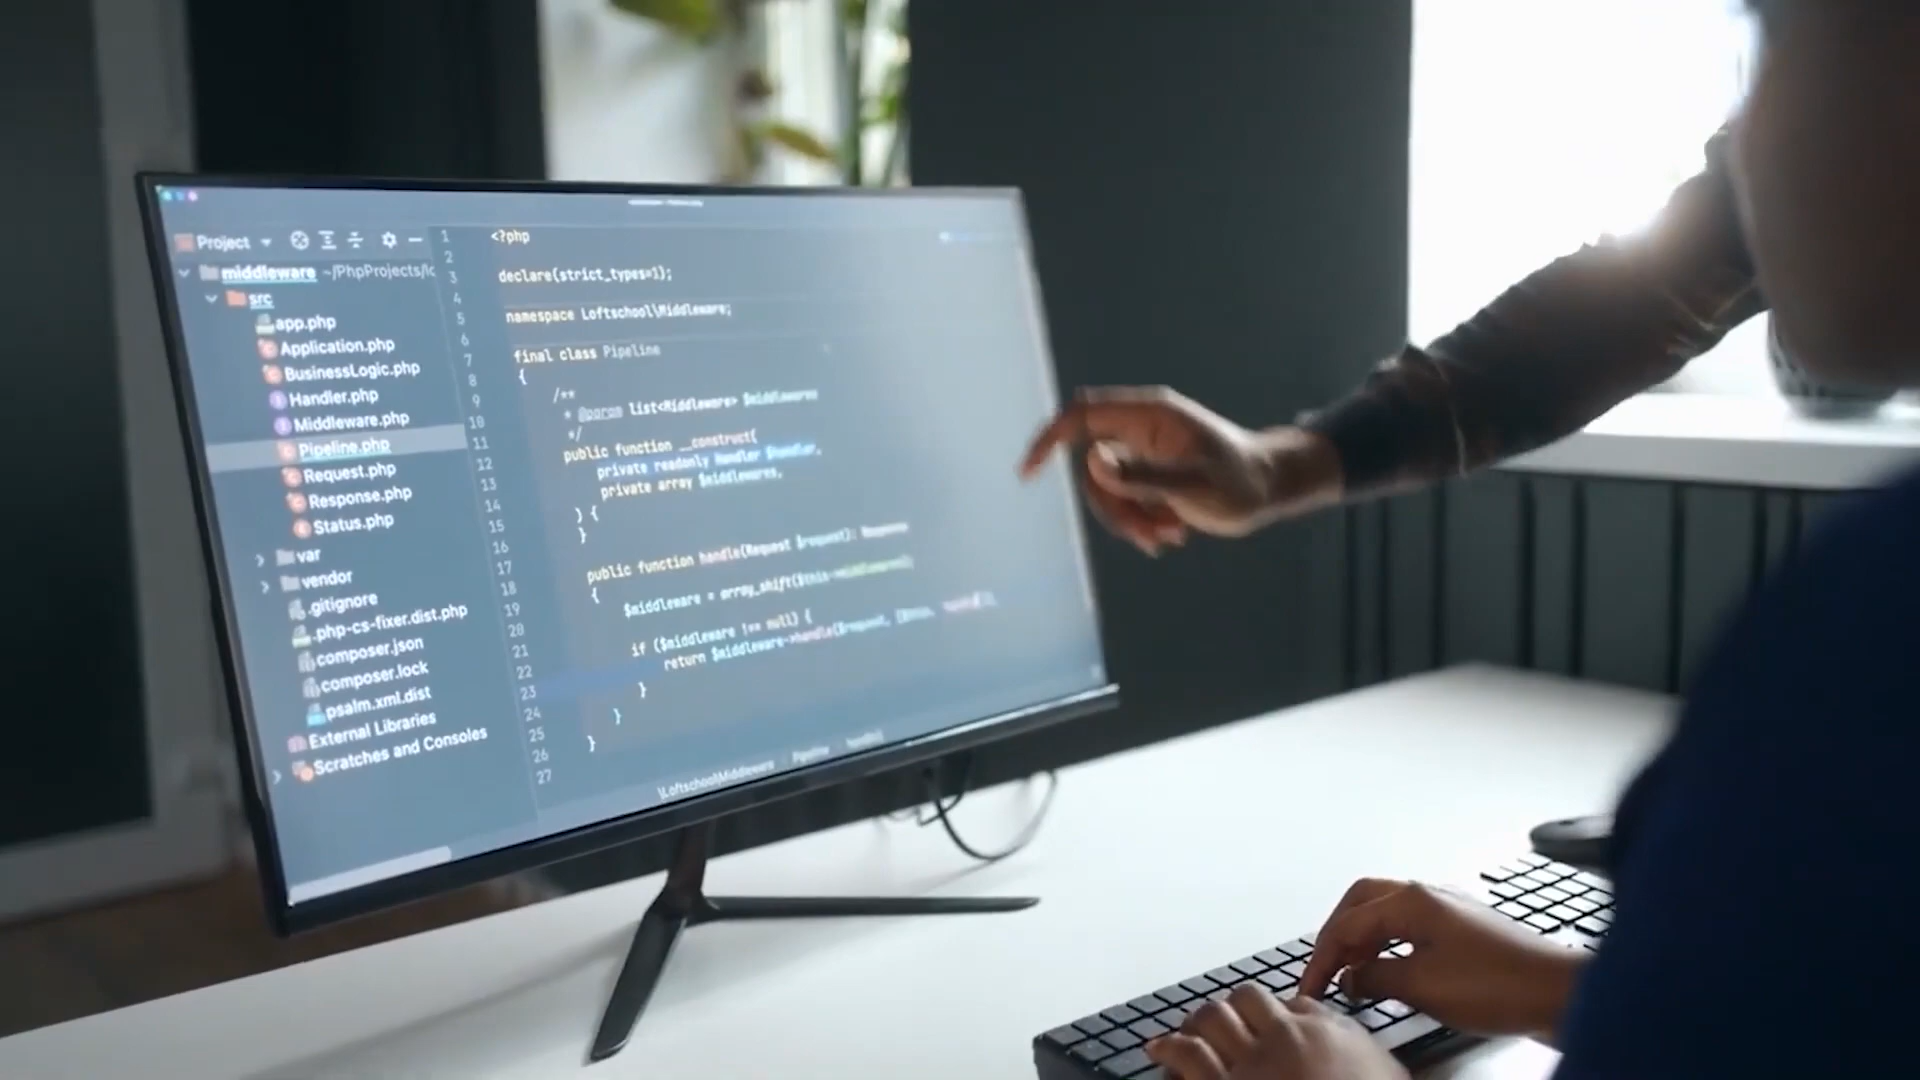 Project
middleware ~/PhpProjects/lo
src
app.php
Application.php
BusinessLogic.php
Handler.php
Middleware.php
Pipeline.php
Request.php
Response.php
Status.php
var
vendor
.gitignore
.php-cs-fixer.dist.php
composer.json
composer.lock
psalm.xml.dist
External Libraries
Scratches and Consoles
1 <?php
2
3 declare(strict_types=1);
4
5 namespace Loftschool\Middleware;
6
7 final class Pipeline
8 {
9 /**
10 * @param list<Middleware> $middlewares
11 */
12 public function __construct(
13 private readonly Handler $handler,
14 private array $middlewares,
15 ) {
16 }
17
18 public function handle(Request $request): Response
19 {
20 $middleware = array_shift($this->middlewares);
21
22 if ($middleware !== null) {
23 return $middleware->handle($request, [$this,
24 }
25 }
26 }
27
\Loftschool\Middleware Pipeline